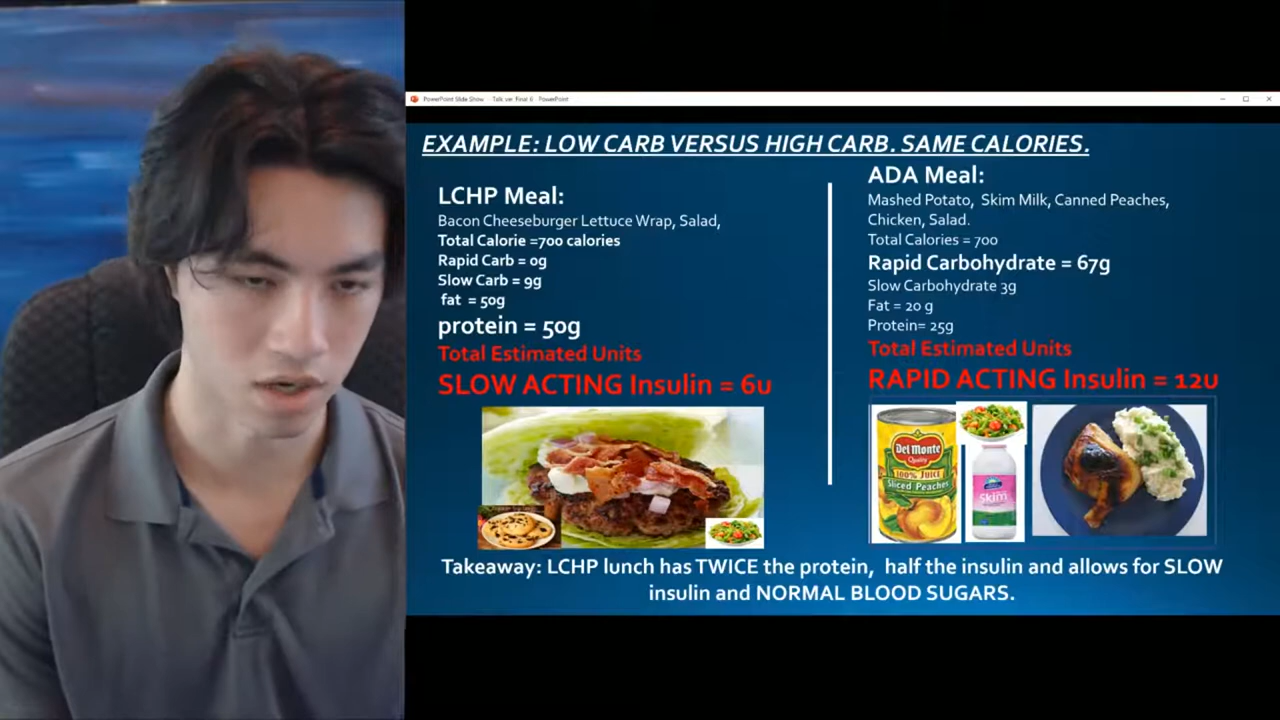 PowerPoint Slide Show - Talk ver Final 6 - PowerPoint
EXAMPLE: LOW CARB VERSUS HIGH CARB. SAME CALORIES.
LCHP Meal:
Bacon Cheeseburger Lettuce Wrap, Salad,
Total Calorie =700 calories
Rapid Carb = 0g
Slow Carb = 9g
fat = 50g
protein = 50g
Total Estimated Units
SLOW ACTING Insulin = 6u
ADA Meal:
Mashed Potato, Skim Milk, Canned Peaches,
Chicken, Salad.
Total Calories = 700
Rapid Carbohydrate = 67g
Slow Carbohydrate 3g
Fat = 20 g
Protein= 25g
Total Estimated Units
RAPID ACTING Insulin = 12u
Del Monte
Quality
100% JUICE
Sliced Peaches
Skim
Takeaway: LCHP lunch has TWICE the protein, half the insulin and allows for SLOW
insulin and NORMAL BLOOD SUGARS.